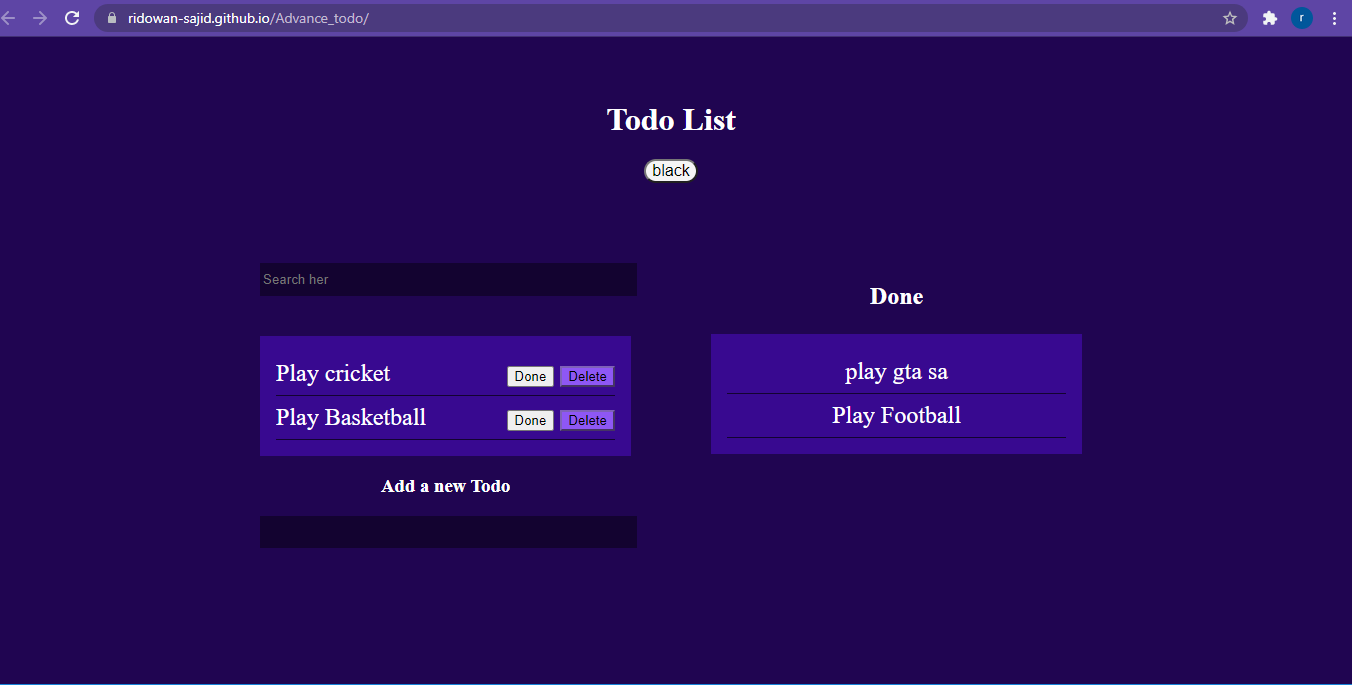 ridowan-sajid.github.io/Advance_todo/
r
Todo List
black
Search her
Play cricket Done Delete
Play Basketball Done Delete
Add a new Todo
Done
play gta sa
Play Football